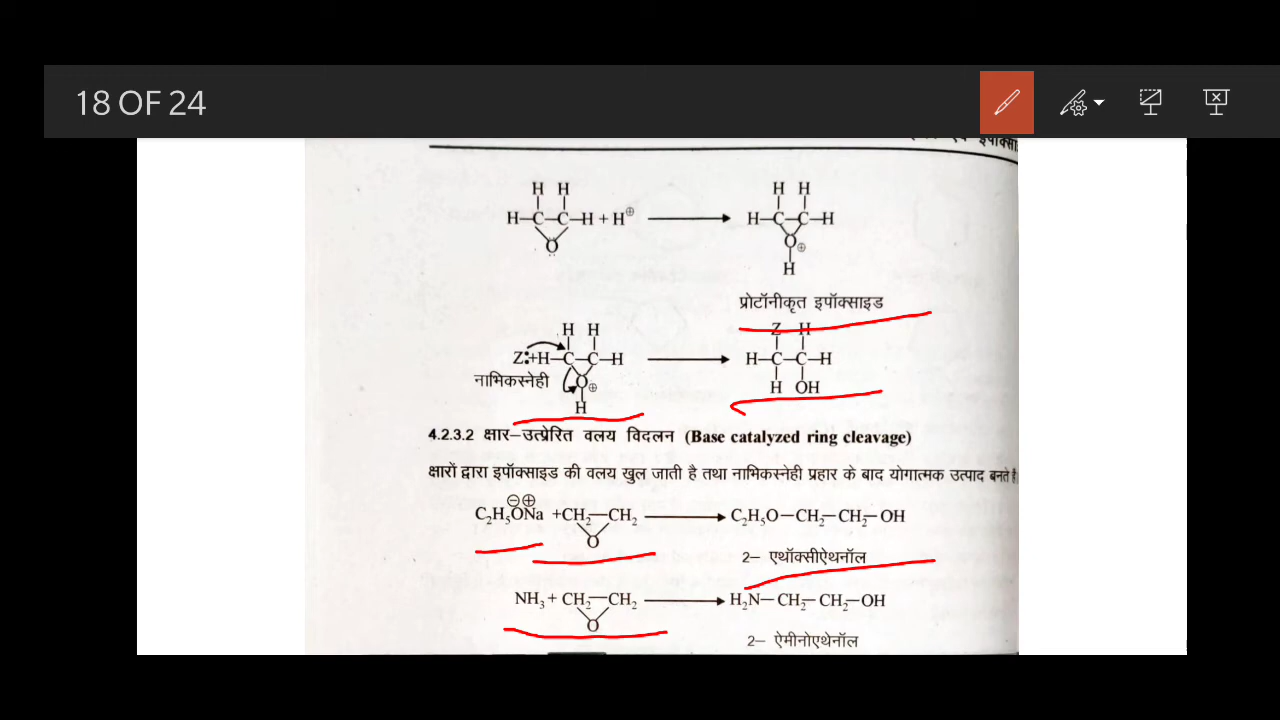 18 OF 24
H H
H–C–C–H + H⊕ ⟶ H–C–C–H
O
O⊕
H
प्रोटॉनीकृत इपॉक्साइड
H H
Z H
Z:+H–C–C–H ⟶ H–C–C–H
नाभिकस्नेही
O⊕
H OH
H
4.2.3.2 क्षार–उत्प्रेरित वलय विदलन (Base catalyzed ring cleavage)
क्षारों द्वारा इपॉक्साइड की वलय खुल जाती है तथा नाभिकस्नेही प्रहार के बाद योगात्मक उत्पाद बनते
⊖⊕
C₂H₅ONa +CH₂–CH₂ ⟶ C₂H₅O–CH₂–CH₂–OH
O
2– एथॉक्सीऐथनॉल
NH₃ + CH₂–CH₂ ⟶ H₂N–CH₂–CH₂–OH
O
2– ऐमीनोएथेनॉल